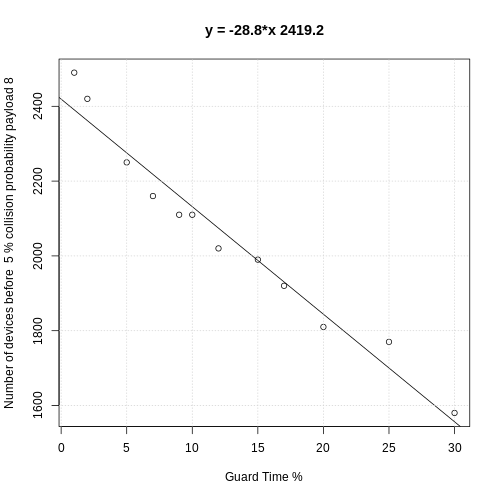 y = -28.8*x 2419.2
Number of devices before 5 % collision probability payload 8
2400
2200
2000
1800
1600
0 5 10 15 20 25 30
Guard Time %